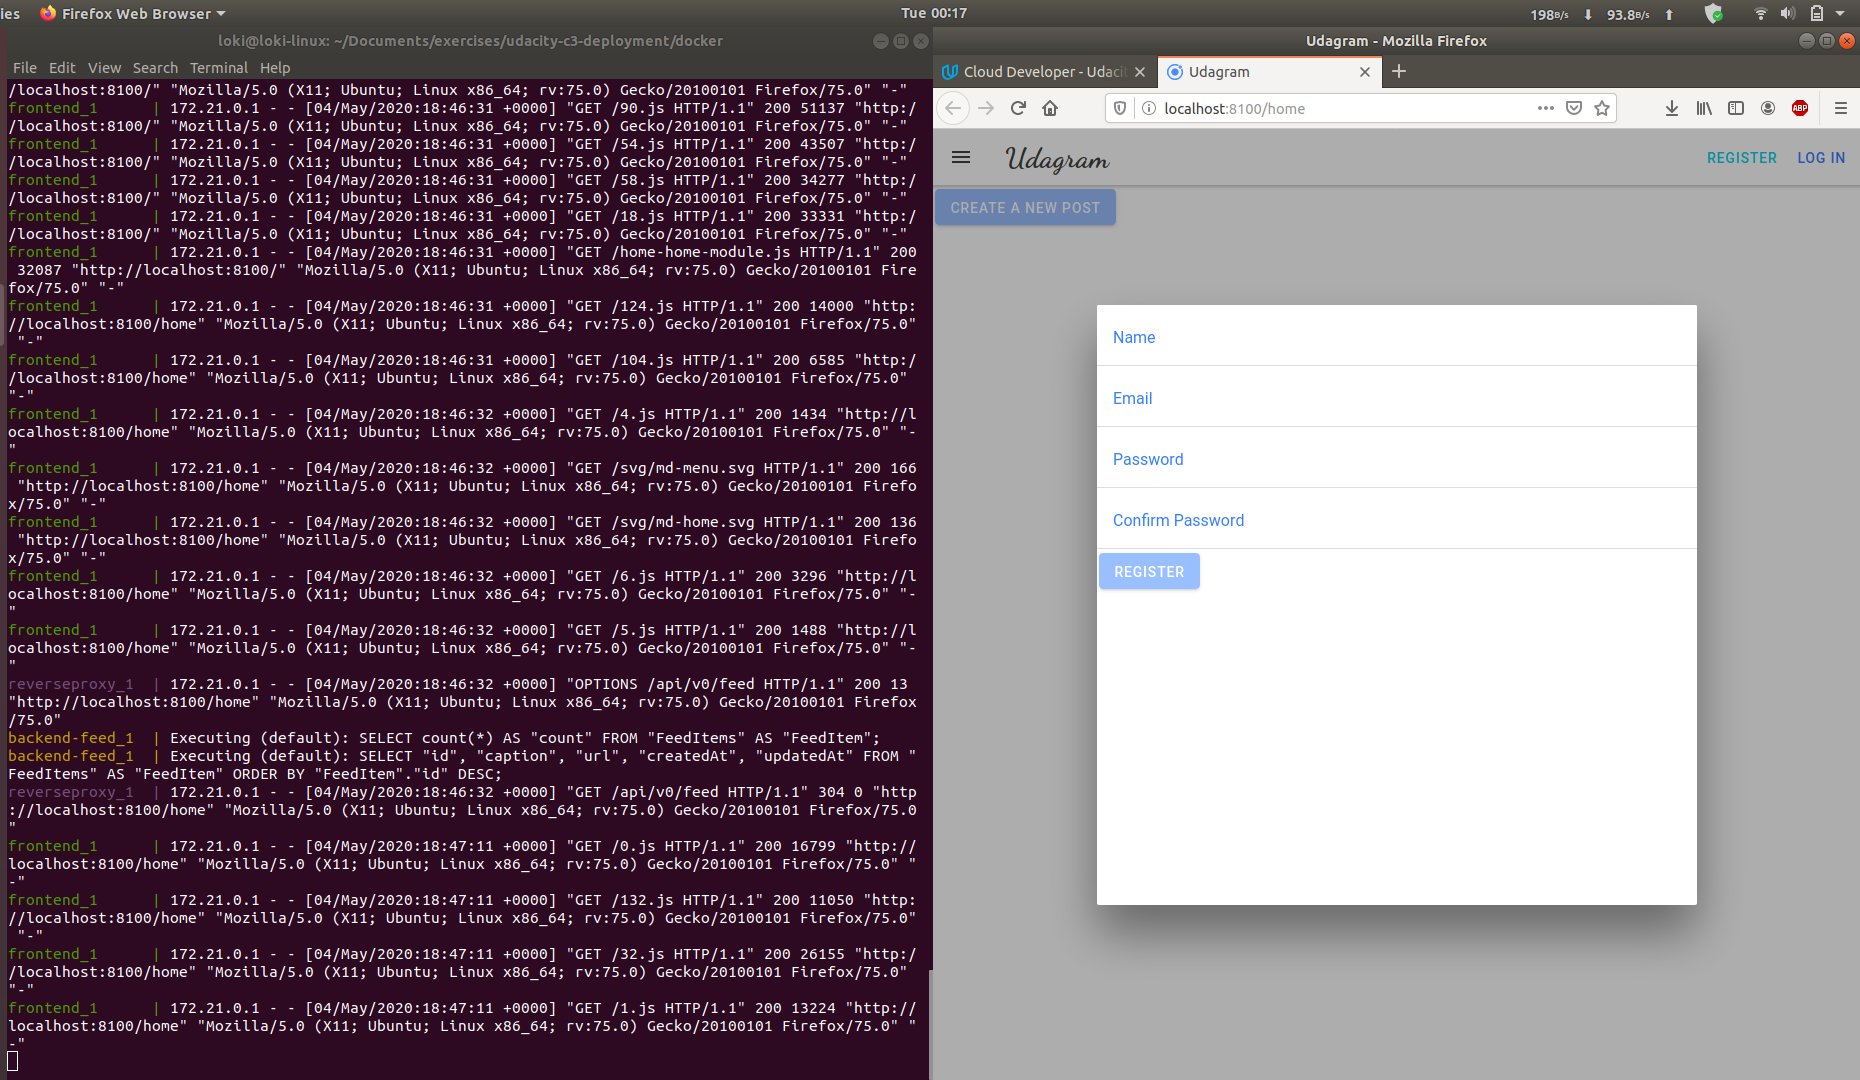 ies Firefox Web Browser Tue 00:17 198B/s 93.8B/s
loki@loki-linux: ~/Documents/exercises/udacity-c3-deployment/docker
File Edit View Search Terminal Help
/localhost:8100/" "Mozilla/5.0 (X11; Ubuntu; Linux x86_64; rv:75.0) Gecko/20100101 Firefox/75.0" "-"
frontend_1 | 172.21.0.1 - - [04/May/2020:18:46:31 +0000] "GET /90.js HTTP/1.1" 200 51137 "http:/
/localhost:8100/" "Mozilla/5.0 (X11; Ubuntu; Linux x86_64; rv:75.0) Gecko/20100101 Firefox/75.0" "-"
frontend_1 | 172.21.0.1 - - [04/May/2020:18:46:31 +0000] "GET /54.js HTTP/1.1" 200 43507 "http:/
/localhost:8100/" "Mozilla/5.0 (X11; Ubuntu; Linux x86_64; rv:75.0) Gecko/20100101 Firefox/75.0" "-"
frontend_1 | 172.21.0.1 - - [04/May/2020:18:46:31 +0000] "GET /58.js HTTP/1.1" 200 34277 "http:/
/localhost:8100/" "Mozilla/5.0 (X11; Ubuntu; Linux x86_64; rv:75.0) Gecko/20100101 Firefox/75.0" "-"
frontend_1 | 172.21.0.1 - - [04/May/2020:18:46:31 +0000] "GET /18.js HTTP/1.1" 200 33331 "http:/
/localhost:8100/" "Mozilla/5.0 (X11; Ubuntu; Linux x86_64; rv:75.0) Gecko/20100101 Firefox/75.0" "-"
frontend_1 | 172.21.0.1 - - [04/May/2020:18:46:31 +0000] "GET /home-home-module.js HTTP/1.1" 200
32087 "http://localhost:8100/" "Mozilla/5.0 (X11; Ubuntu; Linux x86_64; rv:75.0) Gecko/20100101 Fire
fox/75.0" "-"
frontend_1 | 172.21.0.1 - - [04/May/2020:18:46:31 +0000] "GET /124.js HTTP/1.1" 200 14000 "http:
//localhost:8100/home" "Mozilla/5.0 (X11; Ubuntu; Linux x86_64; rv:75.0) Gecko/20100101 Firefox/75.0"
"-"
frontend_1 | 172.21.0.1 - - [04/May/2020:18:46:31 +0000] "GET /104.js HTTP/1.1" 200 6585 "http:/
/localhost:8100/home" "Mozilla/5.0 (X11; Ubuntu; Linux x86_64; rv:75.0) Gecko/20100101 Firefox/75.0"
"-"
frontend_1 | 172.21.0.1 - - [04/May/2020:18:46:32 +0000] "GET /4.js HTTP/1.1" 200 1434 "http://l
ocalhost:8100/home" "Mozilla/5.0 (X11; Ubuntu; Linux x86_64; rv:75.0) Gecko/20100101 Firefox/75.0" "-
"
frontend_1 | 172.21.0.1 - - [04/May/2020:18:46:32 +0000] "GET /svg/md-menu.svg HTTP/1.1" 200 166
"http://localhost:8100/home" "Mozilla/5.0 (X11; Ubuntu; Linux x86_64; rv:75.0) Gecko/20100101 Firefo
x/75.0" "-"
frontend_1 | 172.21.0.1 - - [04/May/2020:18:46:32 +0000] "GET /svg/md-home.svg HTTP/1.1" 200 136
"http://localhost:8100/home" "Mozilla/5.0 (X11; Ubuntu; Linux x86_64; rv:75.0) Gecko/20100101 Firefo
x/75.0" "-"
frontend_1 | 172.21.0.1 - - [04/May/2020:18:46:32 +0000] "GET /6.js HTTP/1.1" 200 3296 "http://l
ocalhost:8100/home" "Mozilla/5.0 (X11; Ubuntu; Linux x86_64; rv:75.0) Gecko/20100101 Firefox/75.0" "-
"
frontend_1 | 172.21.0.1 - - [04/May/2020:18:46:32 +0000] "GET /5.js HTTP/1.1" 200 1488 "http://l
ocalhost:8100/home" "Mozilla/5.0 (X11; Ubuntu; Linux x86_64; rv:75.0) Gecko/20100101 Firefox/75.0" "-
"
reverseproxy_1 | 172.21.0.1 - - [04/May/2020:18:46:32 +0000] "OPTIONS /api/v0/feed HTTP/1.1" 200 13
"http://localhost:8100/home" "Mozilla/5.0 (X11; Ubuntu; Linux x86_64; rv:75.0) Gecko/20100101 Firefox
/75.0"
backend-feed_1 | Executing (default): SELECT count(*) AS "count" FROM "FeedItems" AS "FeedItem";
backend-feed_1 | Executing (default): SELECT "id", "caption", "url", "createdAt", "updatedAt" FROM "
FeedItems" AS "FeedItem" ORDER BY "FeedItem"."id" DESC;
reverseproxy_1 | 172.21.0.1 - - [04/May/2020:18:46:32 +0000] "GET /api/v0/feed HTTP/1.1" 304 0 "http
://localhost:8100/home" "Mozilla/5.0 (X11; Ubuntu; Linux x86_64; rv:75.0) Gecko/20100101 Firefox/75.0
"
frontend_1 | 172.21.0.1 - - [04/May/2020:18:47:11 +0000] "GET /0.js HTTP/1.1" 200 16799 "http://
localhost:8100/home" "Mozilla/5.0 (X11; Ubuntu; Linux x86_64; rv:75.0) Gecko/20100101 Firefox/75.0" "
-"
frontend_1 | 172.21.0.1 - - [04/May/2020:18:47:11 +0000] "GET /132.js HTTP/1.1" 200 11050 "http:
//localhost:8100/home" "Mozilla/5.0 (X11; Ubuntu; Linux x86_64; rv:75.0) Gecko/20100101 Firefox/75.0"
"-"
frontend_1 | 172.21.0.1 - - [04/May/2020:18:47:11 +0000] "GET /32.js HTTP/1.1" 200 26155 "http:/
/localhost:8100/home" "Mozilla/5.0 (X11; Ubuntu; Linux x86_64; rv:75.0) Gecko/20100101 Firefox/75.0"
"-"
frontend_1 | 172.21.0.1 - - [04/May/2020:18:47:11 +0000] "GET /1.js HTTP/1.1" 200 13224 "http://
localhost:8100/home" "Mozilla/5.0 (X11; Ubuntu; Linux x86_64; rv:75.0) Gecko/20100101 Firefox/75.0" "
-"
Udagram - Mozilla Firefox
Cloud Developer - Udaci Udagram
localhost:8100/home ABP
Udagram REGISTER LOG IN
CREATE A NEW POST
Name
Email
Password
Confirm Password
REGISTER